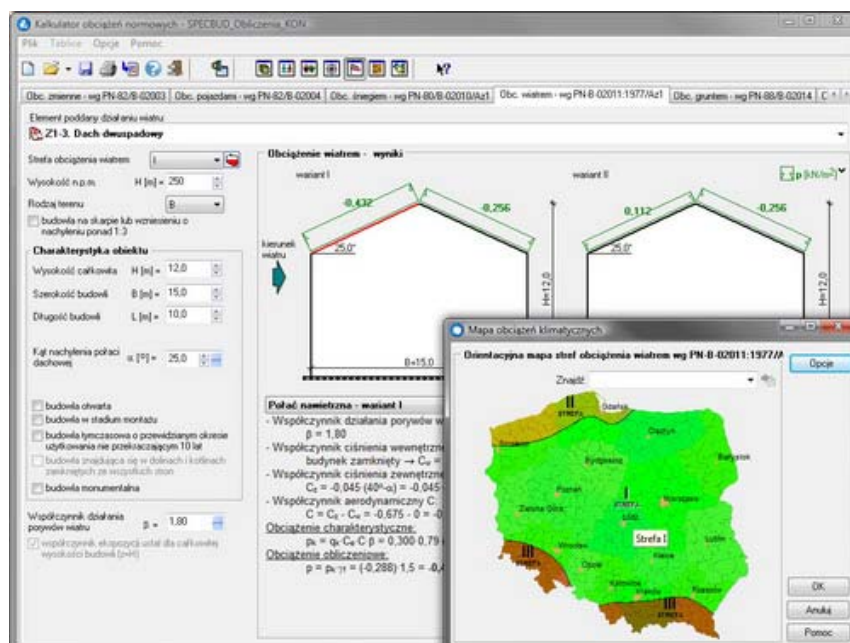 Kalkulator obciążeń normowych - SPECBUD_Obliczenia_KON
Plik Tablice Opcje Pomoc
Obc. zmienne - wg PN-82/B-02003 Obc. pojazdami - wg PN-82/B-02004 Obc. śniegiem - wg PN-80/B-02010/Az1 Obc. wiatrem - wg PN-B-02011:1977/Az1 Obc. gruntem - wg PN-88/B-02014
Element poddany działaniu wiatru:
Z1-3. Dach dwuspadowy
Strefa obciążenia wiatrem I
Wysokość n.p.m. H [m] = 250
Rodzaj terenu B
budowla na skarpie lub wzniesieniu o
nachyleniu ponad 1:3
Charakterystyka obiektu
Wysokość całkowita H [m] = 12,0
Szerokość budowli B [m] = 15,0
Długość budowli L [m] = 10,0
Kąt nachylenia połaci
dachowej α [º] = 25,0
budowla otwarta
budowla w stadium montażu
budowla tymczasowa o przewidzianym okresie
użytkowania nie przekraczającym 10 lat
budowla znajdująca się w dolinach i kotlinach
zamkniętych ze wszystkich stron
budowla monumentalna
Współczynnik działania
porywów wiatru β = 1,80
współczynnik ekspozycji ustal dla całkowitej
wysokości budowli (z=H)
Obciążenie wiatrem - wyniki
wariant I
wariant II
p [kN/m²]
-0,432
-0,256
0,112
-0,256
25,0°
25,0°
kierunek
wiatru
H=12,0
H=12,0
B=15,0
Połać nawietrzna - wariant I
- Współczynnik działania porywów w
β = 1,80
- Współczynnik ciśnienia wewnętrzne
budynek zamknięty → Cw =
- Współczynnik ciśnienia zewnętrzne
Cz = -0,045·(40º-α) = -0,045
- Współczynnik aerodynamiczny C:
C = Cz - Cw = -0,675 - 0 = -0
Obciążenie charakterystyczne:
pk = qk·Ce·C·β = 0,300·0,79
Obciążenie obliczeniowe:
p = pk·γf = (-0,288)·1,5 = -0,4
Mapa obciążeń klimatycznych
Orientacyjna mapa stref obciążenia wiatrem wg PN-B-02011:1977/A
Opcje
Znajdź:
II
STREFA
Gdańsk
Szczecin
Olsztyn
Białystok
Bydgoszcz
Poznań
Warszawa
Zielona Góra
I
STREFA
Łódź
Strefa I
Lublin
Wrocław
Kielce
Opole
III
STREFA
Katowice
Kraków
Rzeszów
III
STREFA
OK
Anuluj
Pomoc